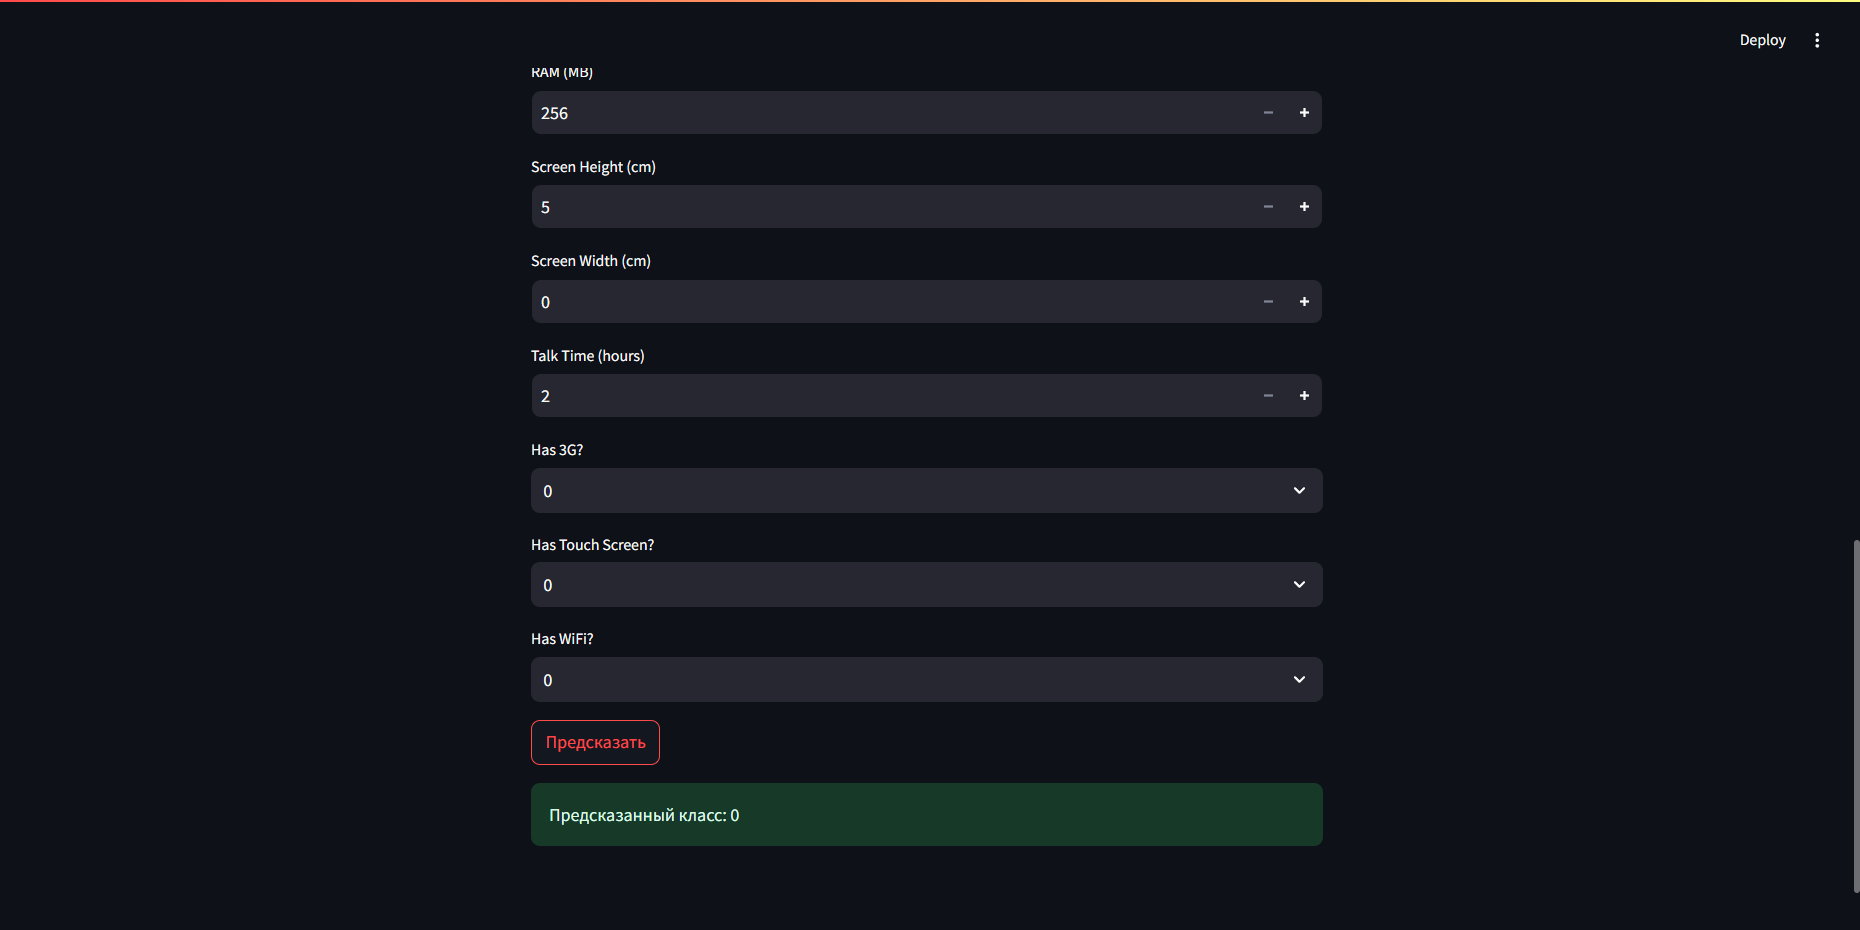 Deploy
RAM (MB)
256
Screen Height (cm)
5
Screen Width (cm)
0
Talk Time (hours)
2
Has 3G?
0
Has Touch Screen?
0
Has WiFi?
0
Предсказать
Предсказанный класс: 0